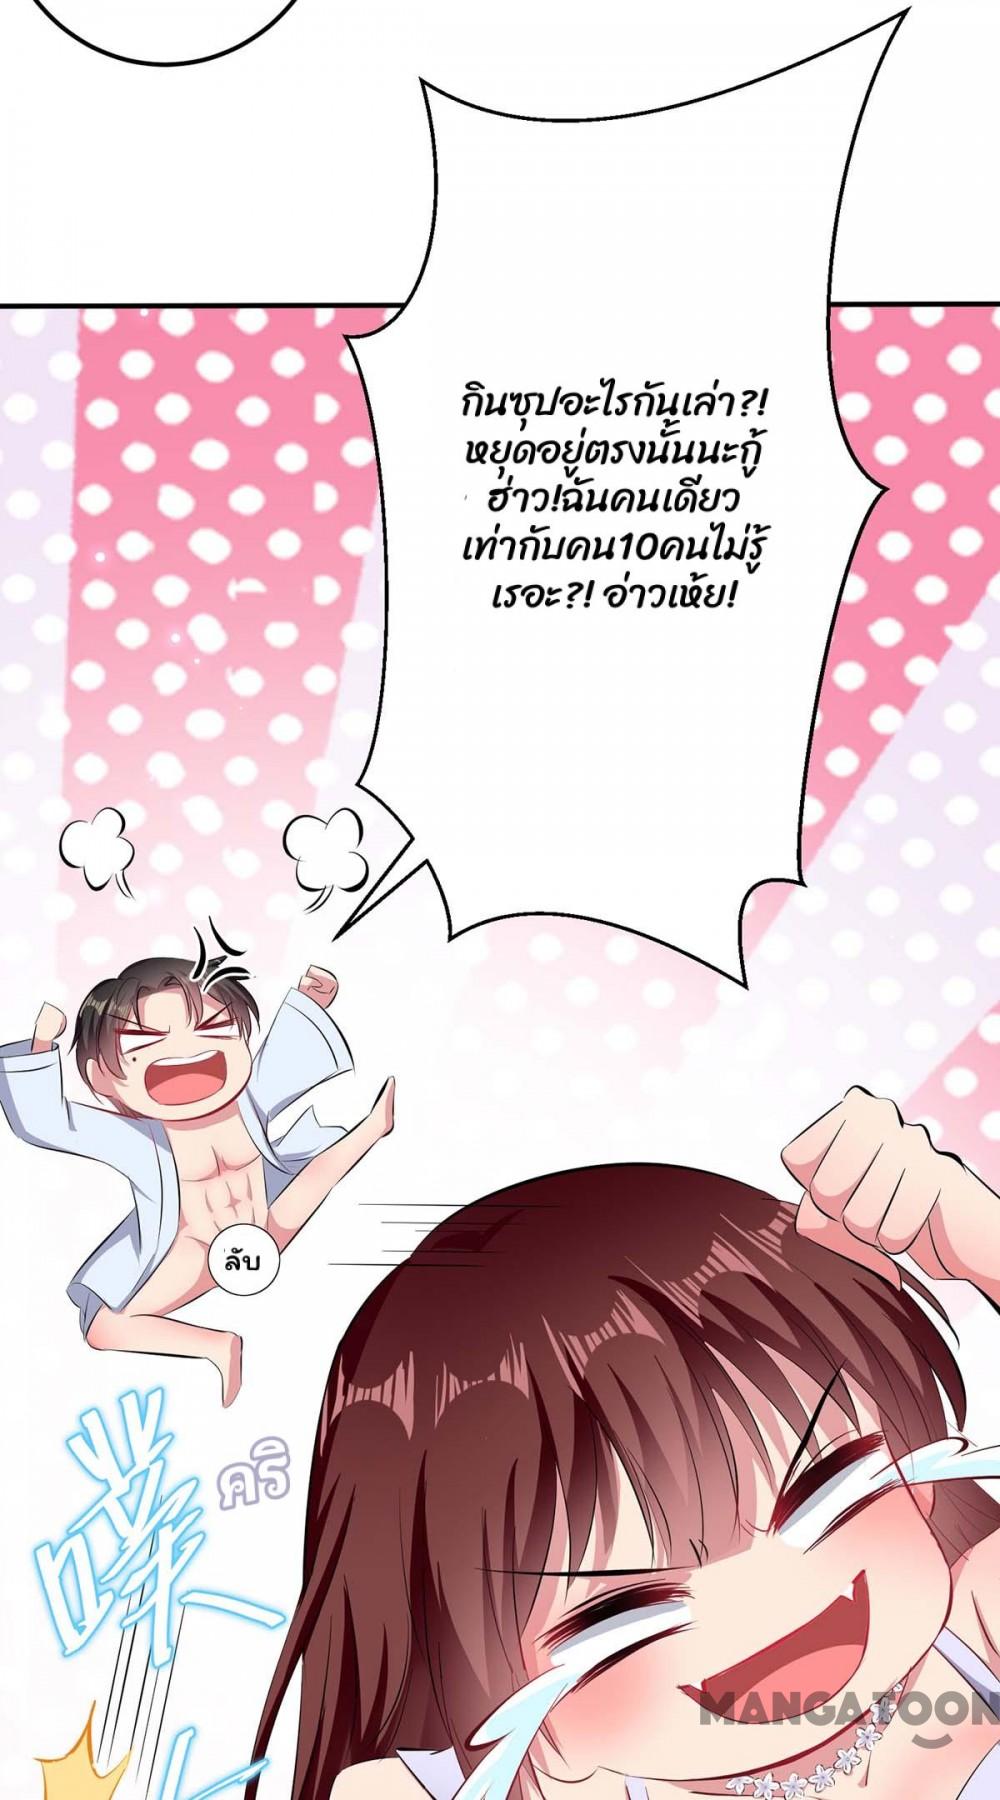 กินซุปอะไรกันเล่า?!
หยุดอยู่ตรงนั้นนะกู้
ฮ่าว!ฉันคนเดียว
เท่ากับคน10คนไม่รู้
เรอะ?! อ่าวเห้ย!
ลับ
คริ
噗
MANGATOON